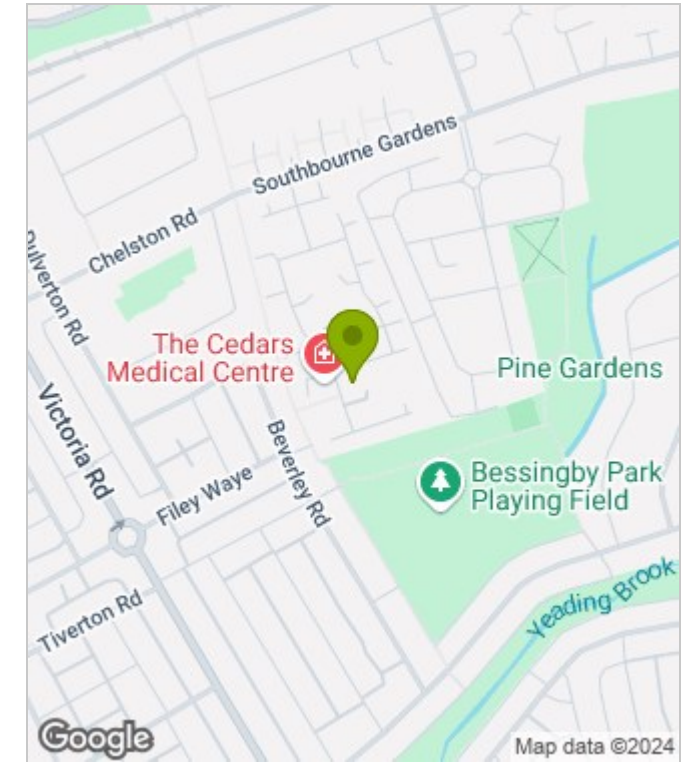 Southbourne Gardens
Chelston Rd
Dulverton Rd
The Cedars
Medical Centre
Pine Gardens
Victoria Rd
Beverley Rd
Bessingby Park
Playing Field
Filey Waye
Yeading Brook
Tiverton Rd
Google
Map data ©2024